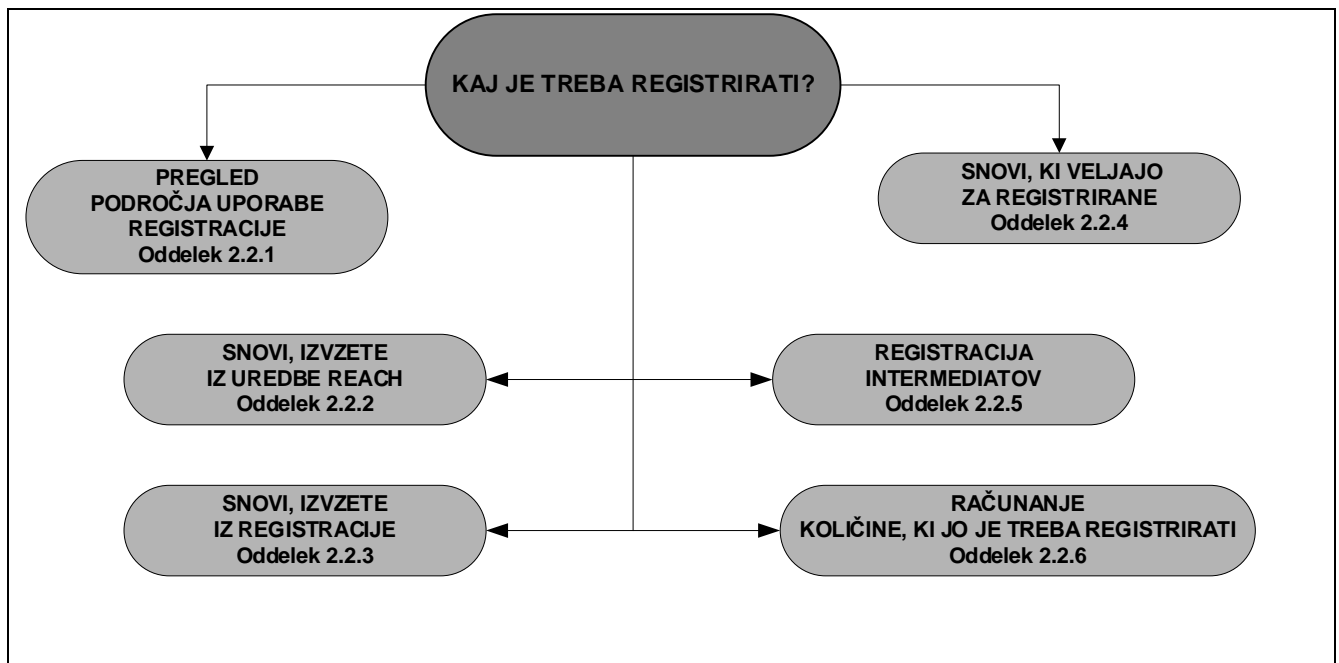 KAJ JE TREBA REGISTRIRATI?
PREGLED
PODROČJA UPORABE
REGISTRACIJE
Oddelek 2.2.1
SNOVI, KI VELJAJO
ZA REGISTRIRANE
Oddelek 2.2.4
SNOVI, IZVZETE
IZ UREDBE REACH
Oddelek 2.2.2
REGISTRACIJA
INTERMEDIATOV
Oddelek 2.2.5
SNOVI, IZVZETE
IZ REGISTRACIJE
Oddelek 2.2.3
RAČUNANJE
KOLIČINE, KI JO JE TREBA REGISTRIRATI
Oddelek 2.2.6